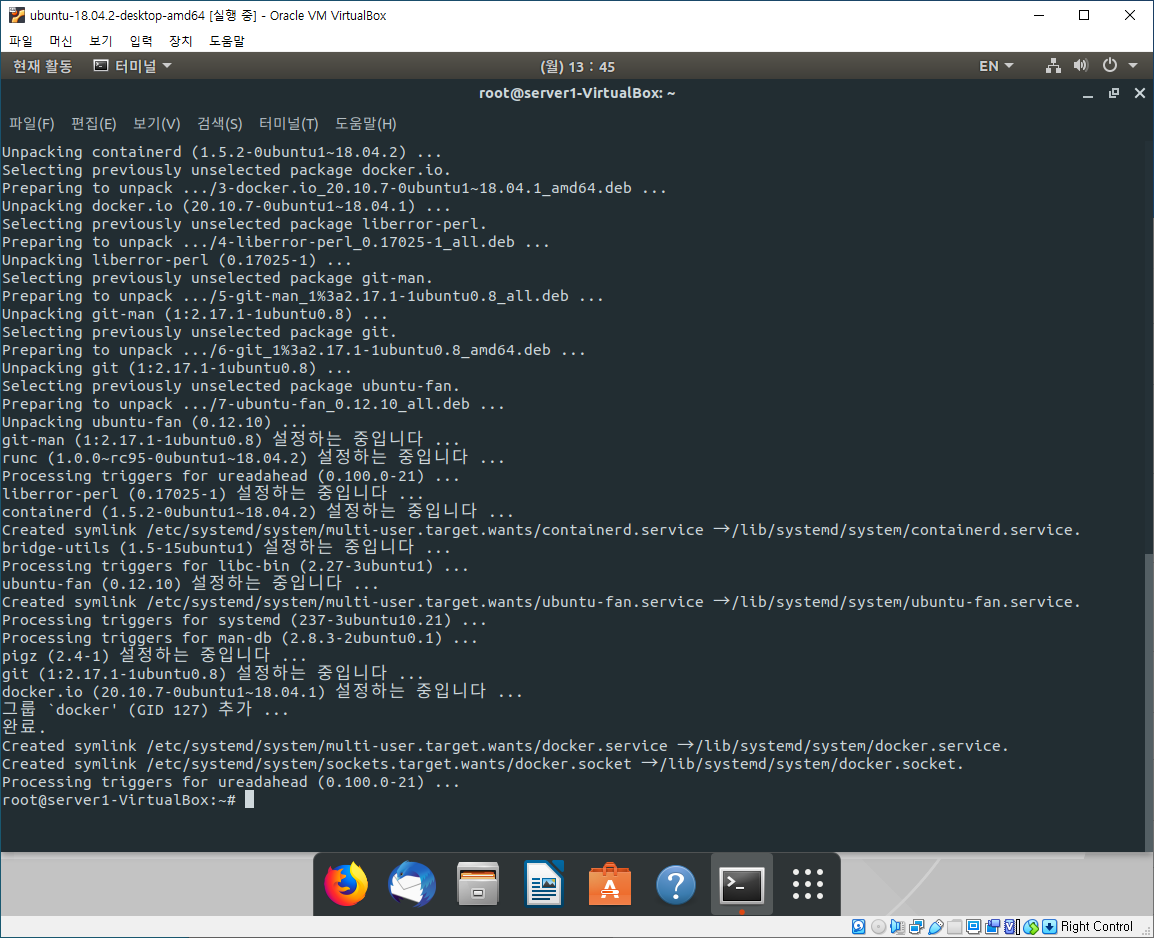 ubuntu-18.04.2-desktop-amd64 [실행 중] - Oracle VM VirtualBox
파일 머신 보기 입력 장치 도움말
현재 활동 터미널 (월) 13 : 45 EN
root@server1-VirtualBox: ~
파일(F) 편집(E) 보기(V) 검색(S) 터미널(T) 도움말(H)
Unpacking containerd (1.5.2-0ubuntu1~18.04.2) ...
Selecting previously unselected package docker.io.
Preparing to unpack .../3-docker.io_20.10.7-0ubuntu1~18.04.1_amd64.deb ...
Unpacking docker.io (20.10.7-0ubuntu1~18.04.1) ...
Selecting previously unselected package liberror-perl.
Preparing to unpack .../4-liberror-perl_0.17025-1_all.deb ...
Unpacking liberror-perl (0.17025-1) ...
Selecting previously unselected package git-man.
Preparing to unpack .../5-git-man_1%3a2.17.1-1ubuntu0.8_all.deb ...
Unpacking git-man (1:2.17.1-1ubuntu0.8) ...
Selecting previously unselected package git.
Preparing to unpack .../6-git_1%3a2.17.1-1ubuntu0.8_amd64.deb ...
Unpacking git (1:2.17.1-1ubuntu0.8) ...
Selecting previously unselected package ubuntu-fan.
Preparing to unpack .../7-ubuntu-fan_0.12.10_all.deb ...
Unpacking ubuntu-fan (0.12.10) ...
git-man (1:2.17.1-1ubuntu0.8) 설정하는 중입니다 ...
runc (1.0.0~rc95-0ubuntu1~18.04.2) 설정하는 중입니다 ...
Processing triggers for ureadahead (0.100.0-21) ...
liberror-perl (0.17025-1) 설정하는 중입니다 ...
containerd (1.5.2-0ubuntu1~18.04.2) 설정하는 중입니다 ...
Created symlink /etc/systemd/system/multi-user.target.wants/containerd.service →/lib/systemd/system/containerd.service.
bridge-utils (1.5-15ubuntu1) 설정하는 중입니다 ...
Processing triggers for libc-bin (2.27-3ubuntu1) ...
ubuntu-fan (0.12.10) 설정하는 중입니다 ...
Created symlink /etc/systemd/system/multi-user.target.wants/ubuntu-fan.service →/lib/systemd/system/ubuntu-fan.service.
Processing triggers for systemd (237-3ubuntu10.21) ...
Processing triggers for man-db (2.8.3-2ubuntu0.1) ...
pigz (2.4-1) 설정하는 중입니다 ...
git (1:2.17.1-1ubuntu0.8) 설정하는 중입니다 ...
docker.io (20.10.7-0ubuntu1~18.04.1) 설정하는 중입니다 ...
그룹 `docker' (GID 127) 추가 ...
완료.
Created symlink /etc/systemd/system/multi-user.target.wants/docker.service →/lib/systemd/system/docker.service.
Created symlink /etc/systemd/system/sockets.target.wants/docker.socket →/lib/systemd/system/docker.socket.
Processing triggers for ureadahead (0.100.0-21) ...
root@server1-VirtualBox:~#
Right Control